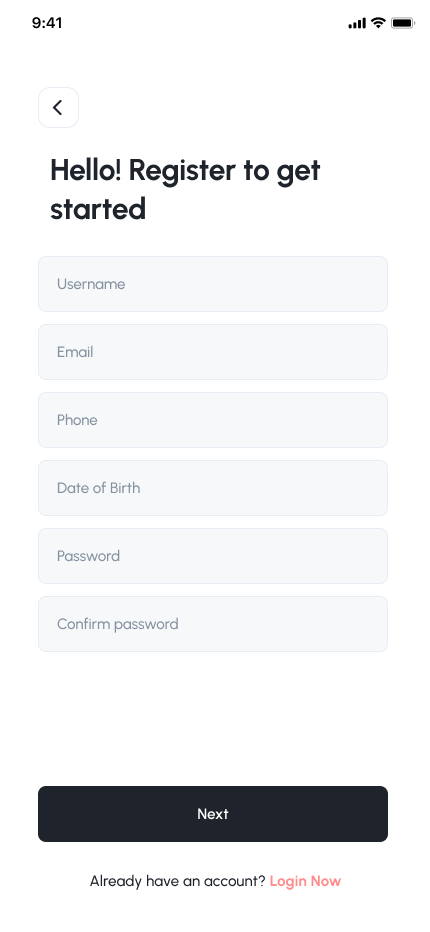 9:41
Hello! Register to get
started
Username
Email
Phone
Date of Birth
Password
Confirm password
Next
Already have an account? Login Now